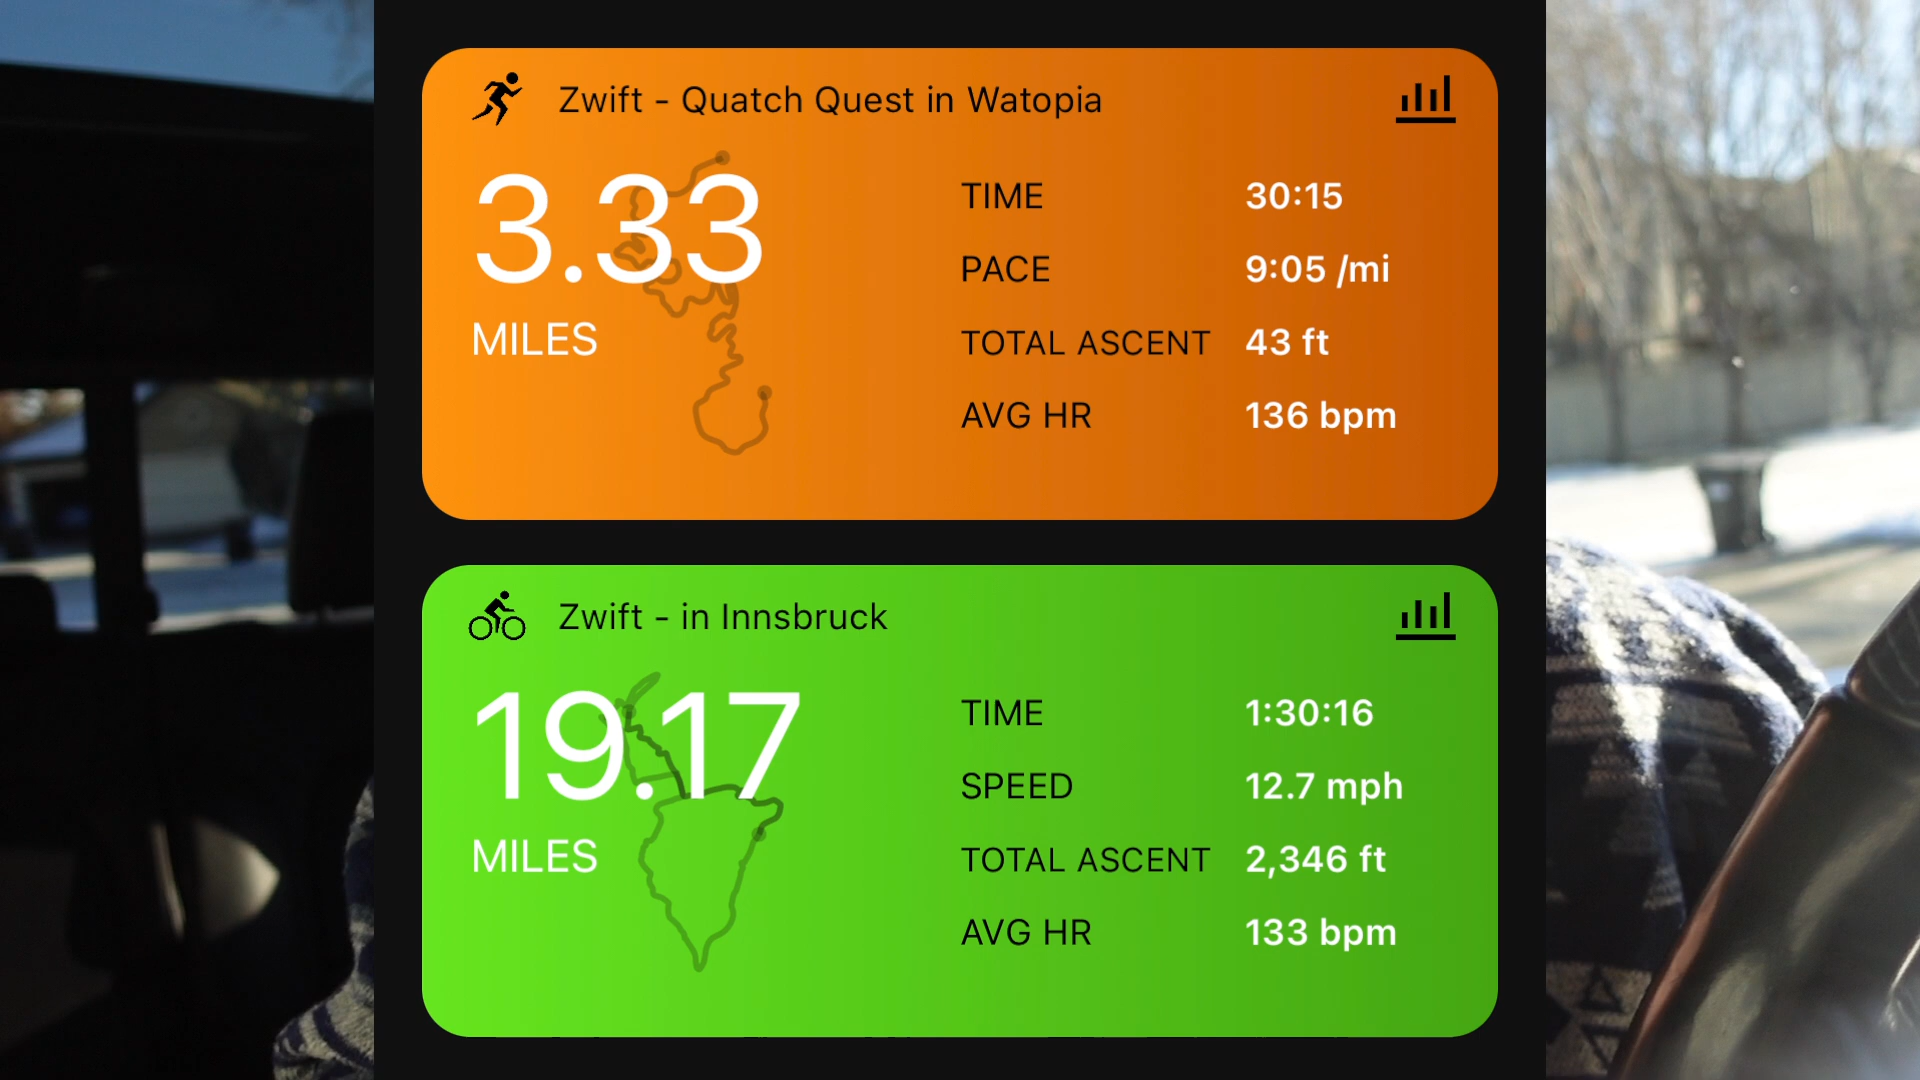 Zwift - Quatch Quest in Watopia
3.33
MILES
TIME 30:15
PACE 9:05 /mi
TOTAL ASCENT 43 ft
AVG HR 136 bpm
Zwift - in Innsbruck
19.17
MILES
TIME 1:30:16
SPEED 12.7 mph
TOTAL ASCENT 2,346 ft
AVG HR 133 bpm